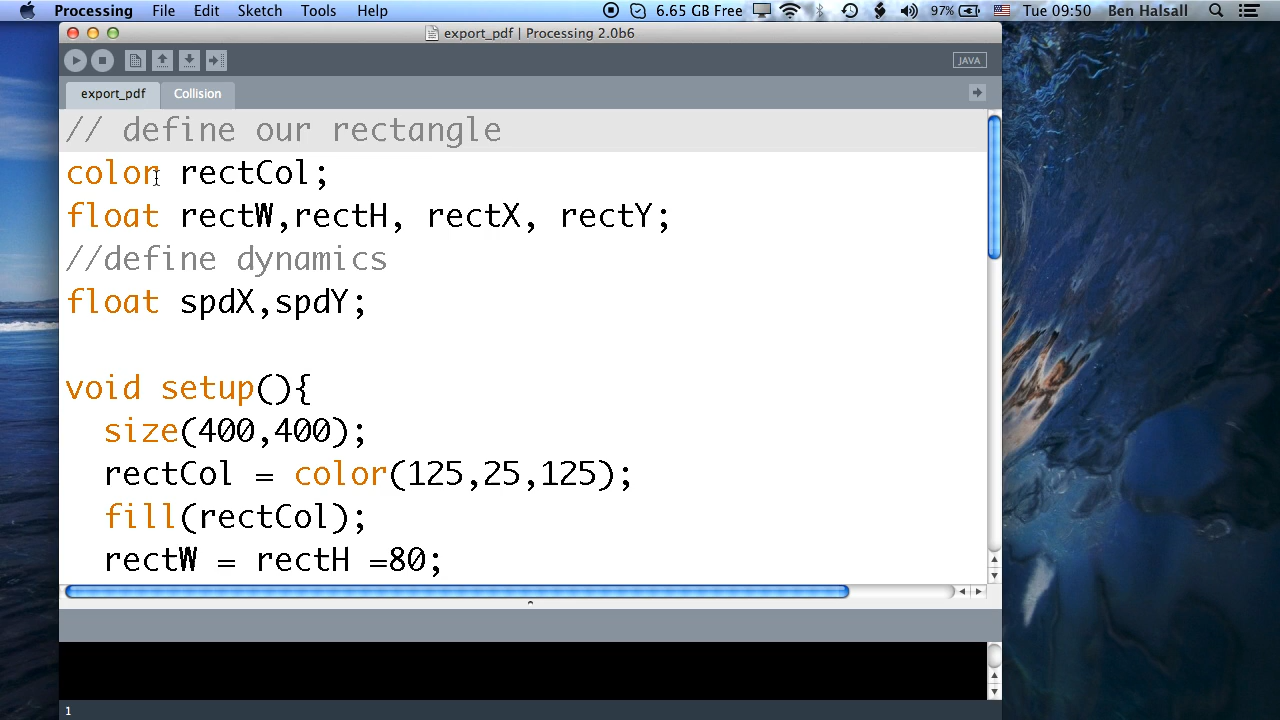 Processing File Edit Sketch Tools Help 6.65 GB Free 97% Tue 09:50 Ben Halsall
export_pdf | Processing 2.0b6
JAVA
export_pdf Collision
// define our rectangle
color rectCol;
float rectW,rectH, rectX, rectY;
//define dynamics
float spdX,spdY;
void setup(){
size(400,400);
rectCol = color(125,25,125);
fill(rectCol);
rectW = rectH =80;
1